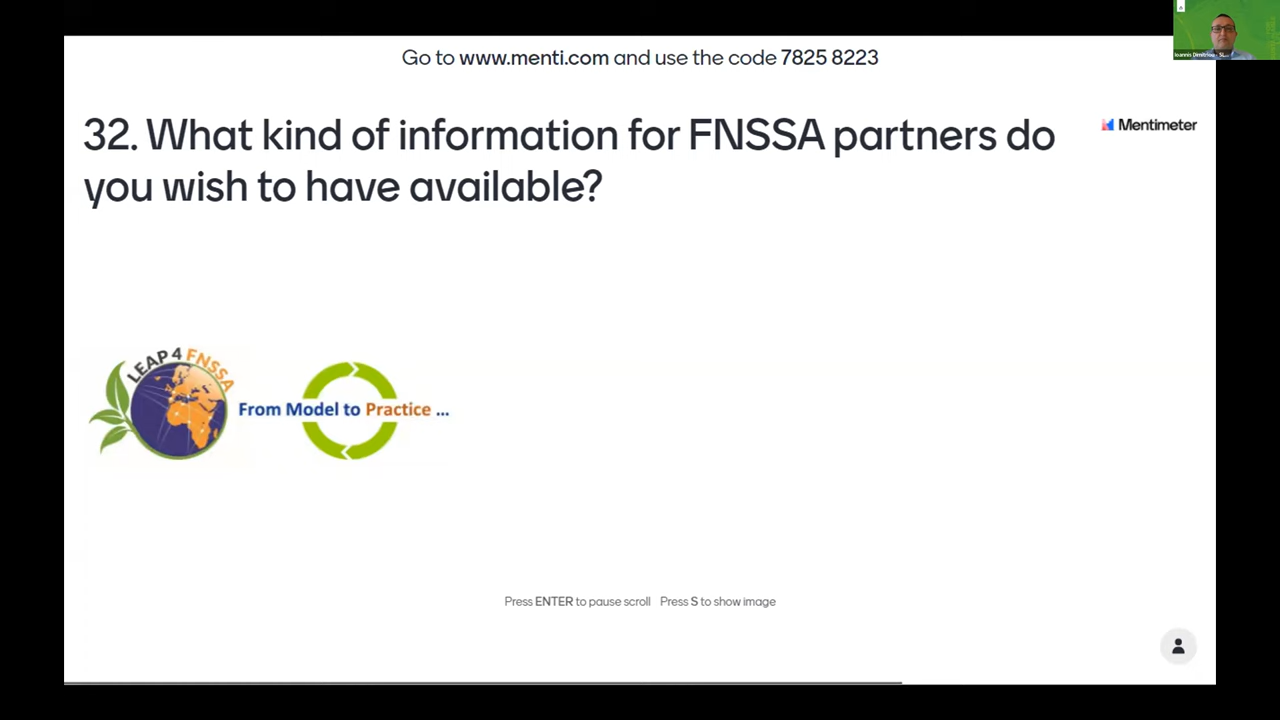 Go to www.menti.com and use the code 7825 8223
32. What kind of information for FNSSA partners do
you wish to have available?
Mentimeter
LEAP4 FNSSA
From Model to Practice ...
Press ENTER to pause scroll Press S to show image